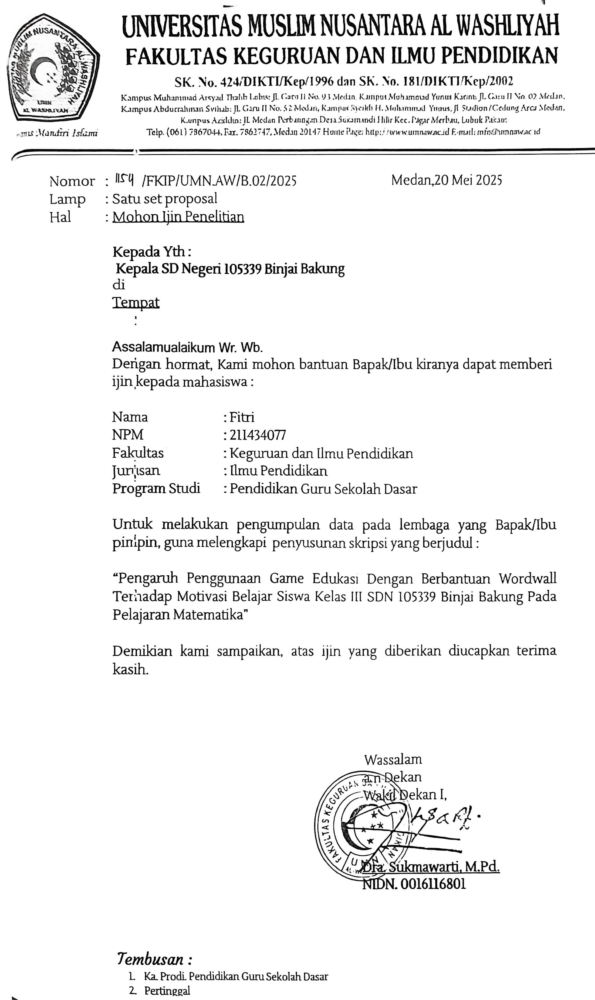 UNIVERSITAS MUSLIM NUSANTARA AL WASHLIYAH
FAKULTAS KEGURUAN DAN ILMU PENDIDIKAN
SK. No. 424/DIKTI/Kep/1996 dan SK. No. 181/DIKTI/Kep/2002
Kampus Muhammad Arsyad Thalib Lubis: Jl. Garu II No. 93 Medan, Kampus Muhammad Yunus Karim: Jl. Garu II No. 02 Medan,
Kampus Abdurrahman Syihab: Jl. Garu II No. 52 Medan, Kampus Syeikh H. Muhammad Yunus, Jl Stadion/Gedung Arca Medan,
Kampus Jl. Medan Perbaungan Desa Sukamandi Hilir Kec. Pagar Merbau, Lubuk Pakam
Telp. (061) 7867044, Fax. 7862747, Medan 20147 Home Page: http://www.umnaw.ac.id E-mail: info@umnaw.ac.id
MUSLIM NUSANTARA AL WASHLIYAH
UMN
AL WASHLIYAH
Mandiri Islami
Nomor : 1154 /FKIP/UMN.AW/B.02/2025 Medan,20 Mei 2025
Lamp : Satu set proposal
Hal : Mohon Ijin Penelitian
Kepada Yth :
Kepala SD Negeri 105339 Binjai Bakung
di
Tempat
:
Assalamualaikum Wr. Wb.
Dengan hormat, Kami mohon bantuan Bapak/Ibu kiranya dapat memberi
ijin kepada mahasiswa :
Nama : Fitri
NPM : 211434077
Fakultas : Keguruan dan Ilmu Pendidikan
Jurusan : Ilmu Pendidikan
Program Studi : Pendidikan Guru Sekolah Dasar
Untuk melakukan pengumpulan data pada lembaga yang Bapak/Ibu
pimpin, guna melengkapi penyusunan skripsi yang berjudul :
“Pengaruh Penggunaan Game Edukasi Dengan Berbantuan Wordwall
Terhadap Motivasi Belajar Siswa Kelas III SDN 105339 Binjai Bakung Pada
Pelajaran Matematika”
Demikian kami sampaikan, atas ijin yang diberikan diucapkan terima
kasih.
Wassalam
a.n Dekan
Wakil Dekan I,
FAKULTAS KEGURUAN
UMN
Dra. Sukmawarti, M.Pd.
NIDN. 0016116801
Tembusan :
1. Ka. Prodi. Pendidikan Guru Sekolah Dasar
2. Pertinggal